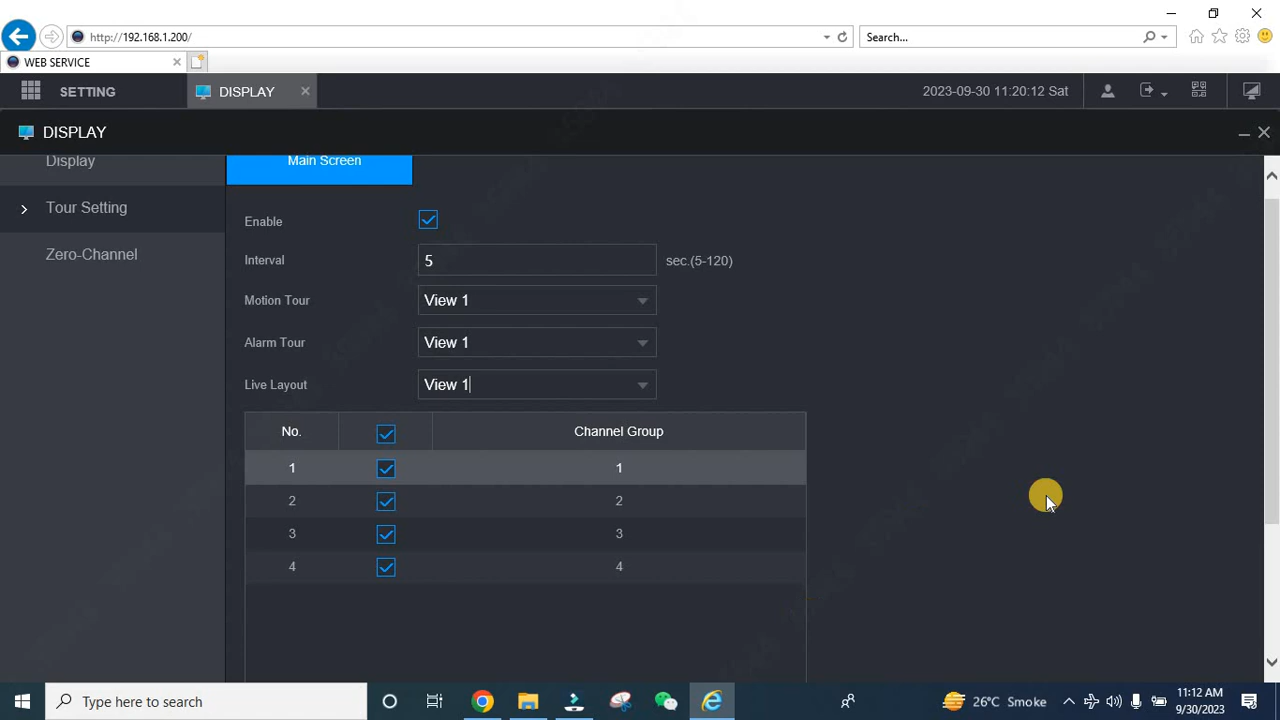 http://192.168.1.200/
Search...
WEB SERVICE
SETTING
DISPLAY
2023-09-30 11:20:12 Sat
DISPLAY
Display
Main Screen
Tour Setting
Enable
Zero-Channel
Interval
5
sec.(5-120)
Motion Tour
View 1
Alarm Tour
View 1
Live Layout
View 1
No.
Channel Group
1
1
2
2
3
3
4
4
Type here to search
26°C Smoke
11:12 AM
9/30/2023